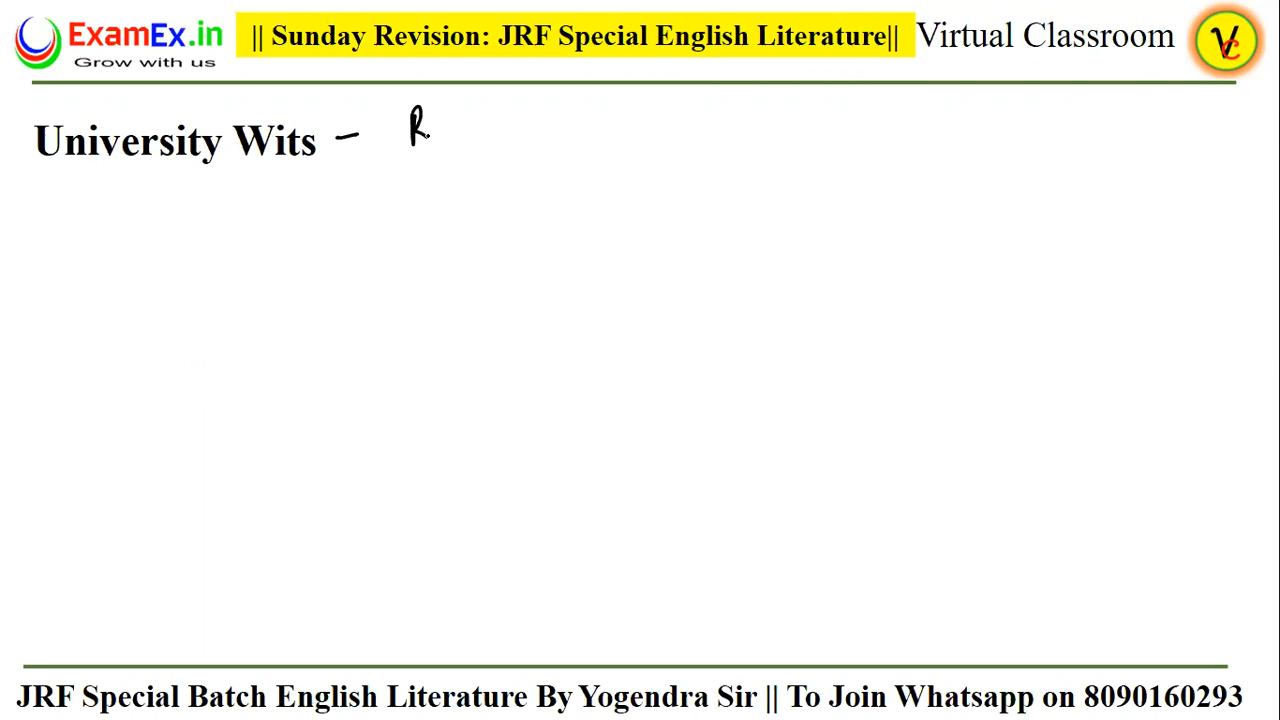 ExamEx.in
Grow with us
|| Sunday Revision: JRF Special English Literature||
Virtual Classroom
VC
University Wits – R
JRF Special Batch English Literature By Yogendra Sir || To Join Whatsapp on 8090160293